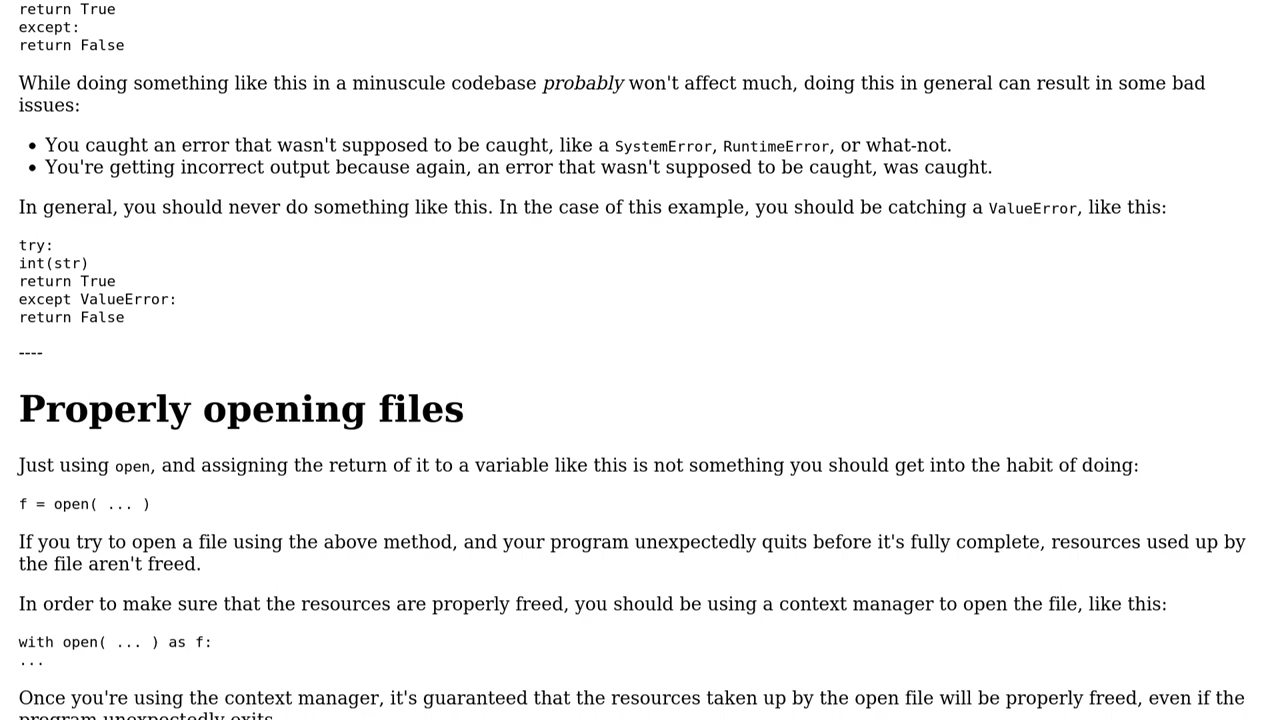 return True
except:
return False
While doing something like this in a minuscule codebase probably won't affect much, doing this in general can result in some bad
issues:
• You caught an error that wasn't supposed to be caught, like a SystemError, RuntimeError, or what-not.
• You're getting incorrect output because again, an error that wasn't supposed to be caught, was caught.
In general, you should never do something like this. In the case of this example, you should be catching a ValueError, like this:
try:
int(str)
return True
except ValueError:
return False
----
Properly opening files
Just using open, and assigning the return of it to a variable like this is not something you should get into the habit of doing:
f = open( ... )
If you try to open a file using the above method, and your program unexpectedly quits before it's fully complete, resources used up by
the file aren't freed.
In order to make sure that the resources are properly freed, you should be using a context manager to open the file, like this:
with open( ... ) as f:
...
Once you're using the context manager, it's guaranteed that the resources taken up by the open file will be properly freed, even if the
program unexpectedly exits.